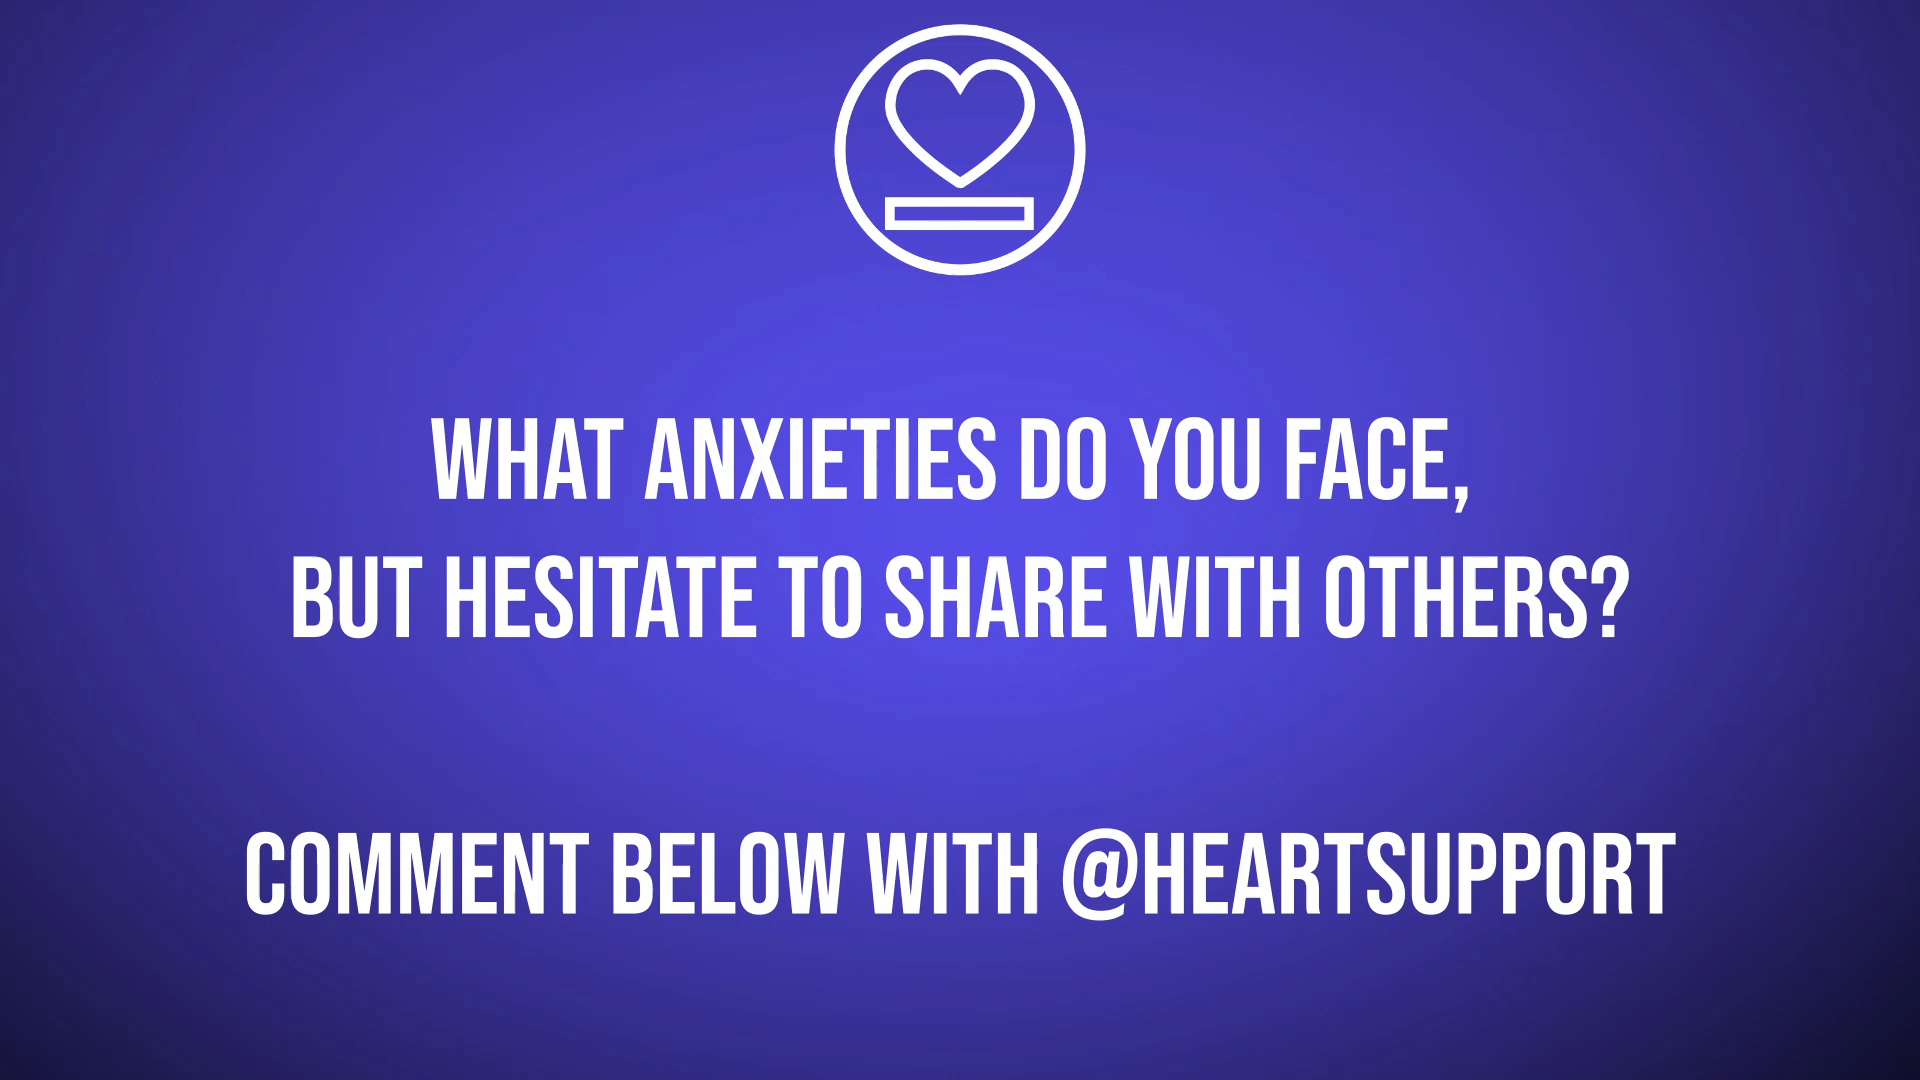 WHAT ANXIETIES DO YOU FACE,
BUT HESITATE TO SHARE WITH OTHERS?
COMMENT BELOW WITH @HEARTSUPPORT